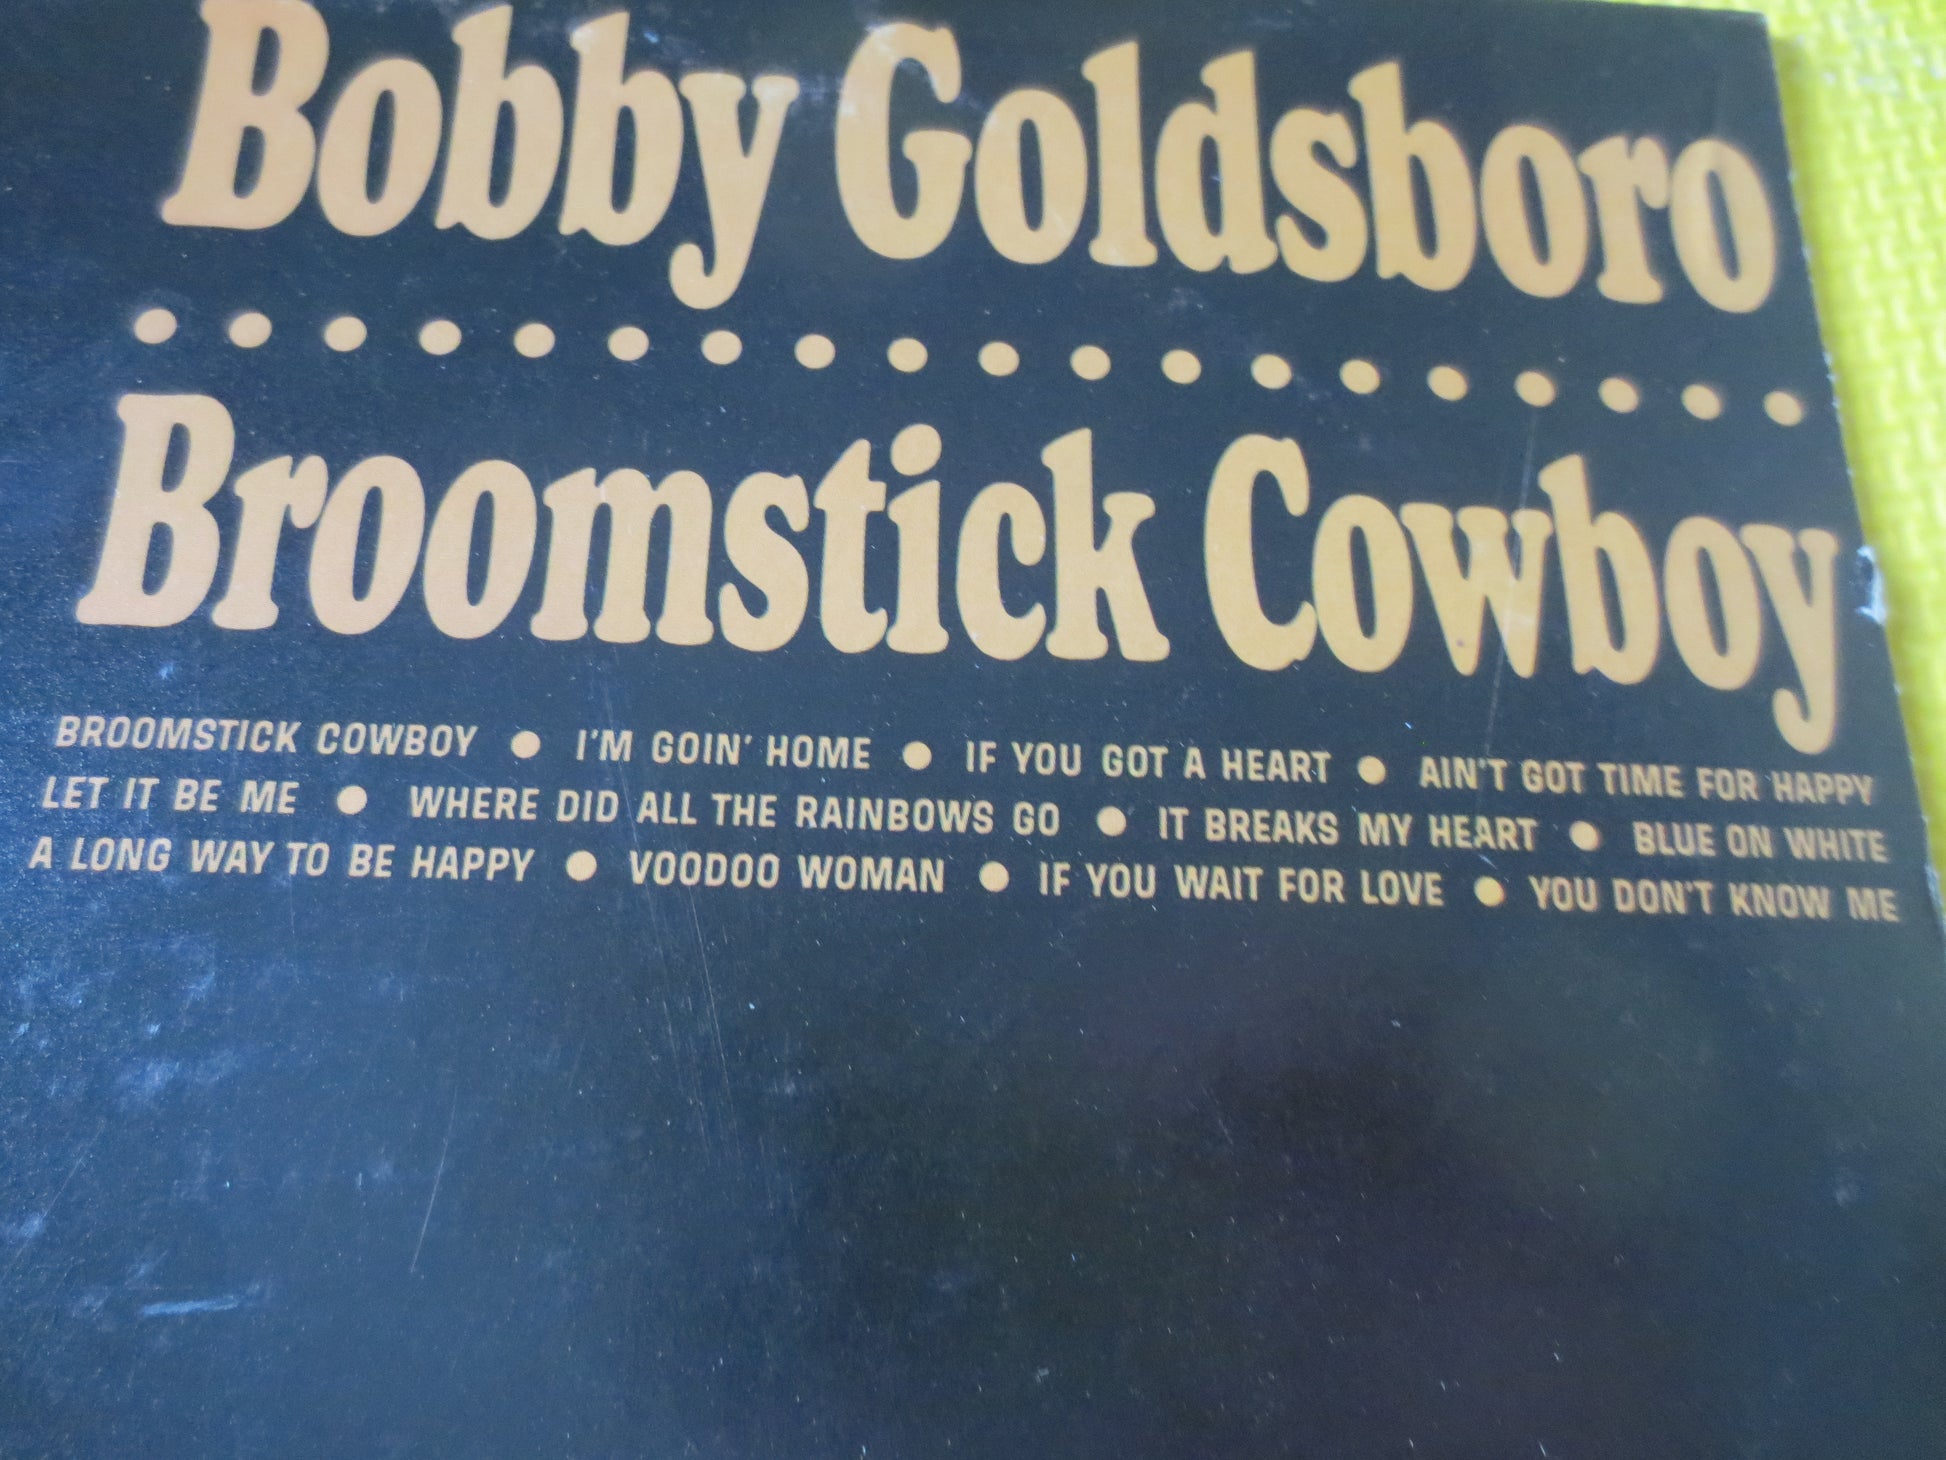 Bobby Goldsboro
Broomstick Cowboy
BROOMSTICK COWBOY ● I'M GOIN' HOME ● IF YOU GOT A HEART ● AIN'T GOT TIME FOR HAPPY
LET IT BE ME ● WHERE DID ALL THE RAINBOWS GO ● IT BREAKS MY HEART ● BLUE ON WHITE
A LONG WAY TO BE HAPPY ● VOODOO WOMAN ● IF YOU WAIT FOR LOVE ● YOU DON'T KNOW ME